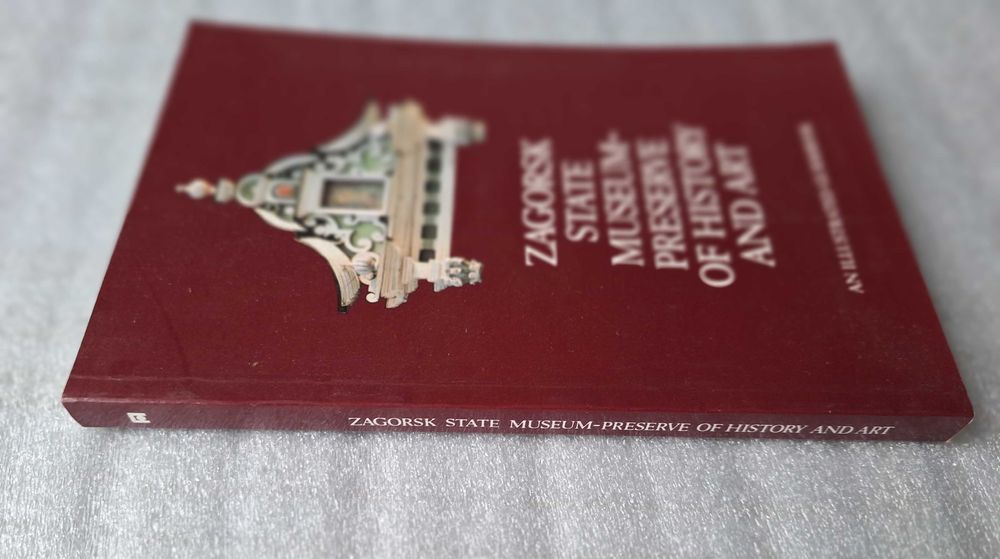 ZAGORSK
STATE
MUSEUM-
PRESERVE
OF HISTORY
AND ART
AN ILLUSTRATED GUIDEBOOK
ZAGORSK STATE MUSEUM-PRESERVE OF HISTORY AND ART